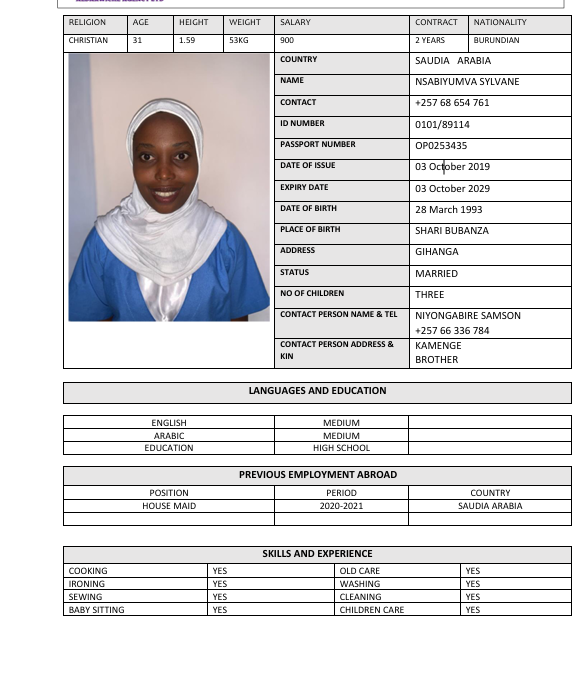 RELIGION AGE HEIGHT WEIGHT SALARY CONTRACT NATIONALITY
CHRISTIAN 31 1.59 53KG 900 2 YEARS BURUNDIAN
COUNTRY SAUDIA ARABIA
NAME NSABIYUMVA SYLVANE
CONTACT +257 68 654 761
ID NUMBER 0101/89114
PASSPORT NUMBER OP0253435
DATE OF ISSUE 03 October 2019
EXPIRY DATE 03 October 2029
DATE OF BIRTH 28 March 1993
PLACE OF BIRTH SHARI BUBANZA
ADDRESS GIHANGA
STATUS MARRIED
NO OF CHILDREN THREE
CONTACT PERSON NAME & TEL NIYONGABIRE SAMSON
+257 66 336 784
CONTACT PERSON ADDRESS & KAMENGE
KIN BROTHER
LANGUAGES AND EDUCATION
ENGLISH MEDIUM
ARABIC MEDIUM
EDUCATION HIGH SCHOOL
PREVIOUS EMPLOYMENT ABROAD
POSITION PERIOD COUNTRY
HOUSE MAID 2020-2021 SAUDIA ARABIA
SKILLS AND EXPERIENCE
COOKING YES OLD CARE YES
IRONING YES WASHING YES
SEWING YES CLEANING YES
BABY SITTING YES CHILDREN CARE YES